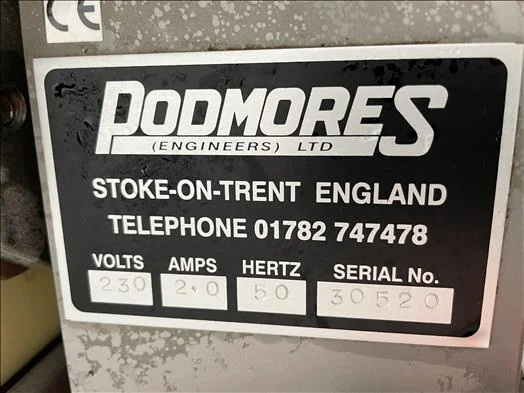 CE
PODMORES
(ENGINEERS) LTD
STOKE-ON-TRENT ENGLAND
TELEPHONE 01782 747478
VOLTS AMPS HERTZ SERIAL No.
230 2.0 50 30520